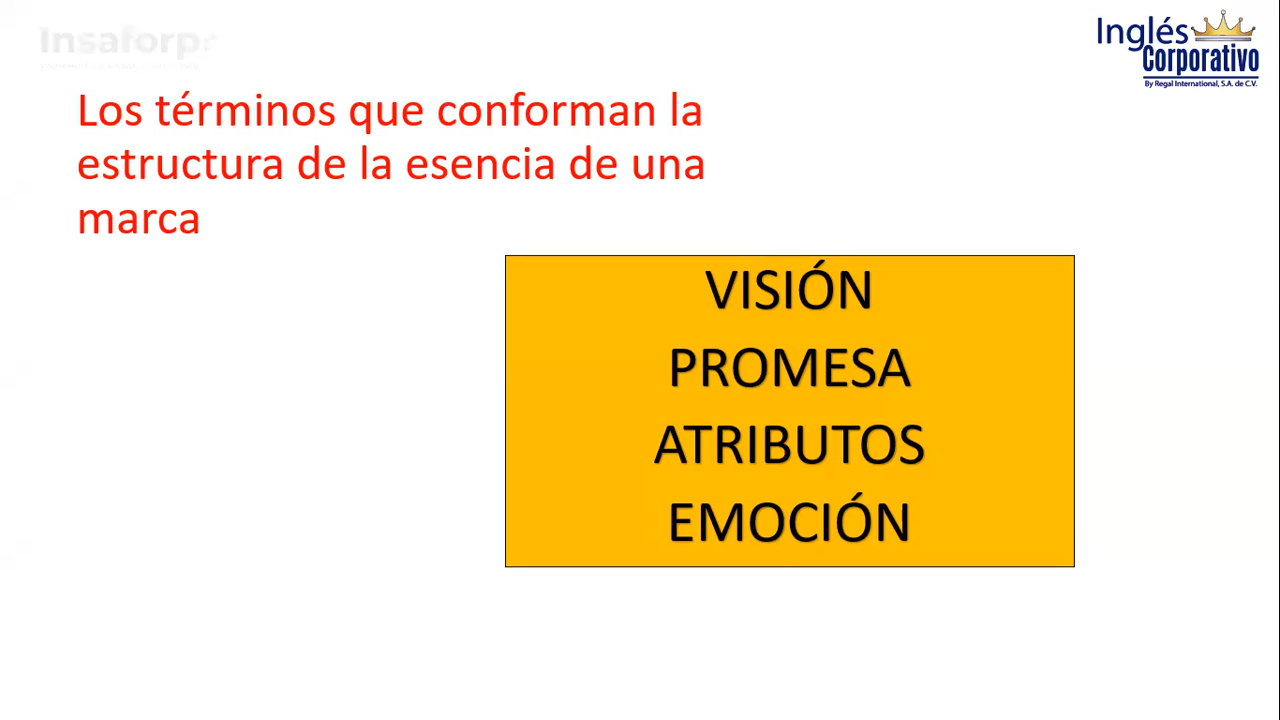 Insaforp
Inglés
Corporativo
By Regal International, S.A. de C.V.
Los términos que conforman la
estructura de la esencia de una
marca
VISIÓN
PROMESA
ATRIBUTOS
EMOCIÓN